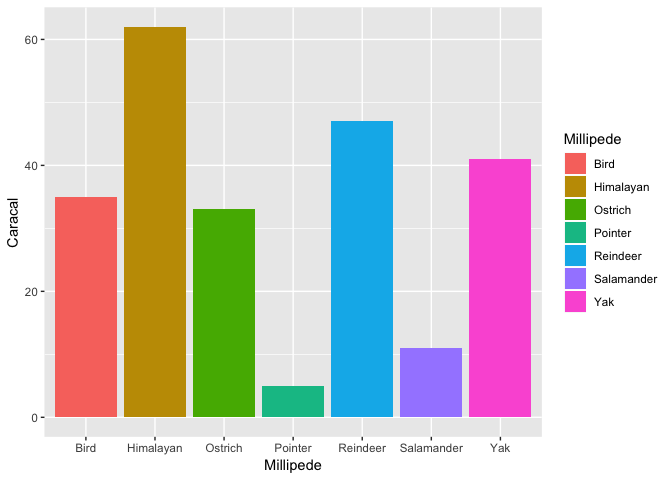 Caracal
60
40
20
0
Bird Himalayan Ostrich Pointer Reindeer Salamander Yak
Millipede
Millipede
Bird
Himalayan
Ostrich
Pointer
Reindeer
Salamander
Yak